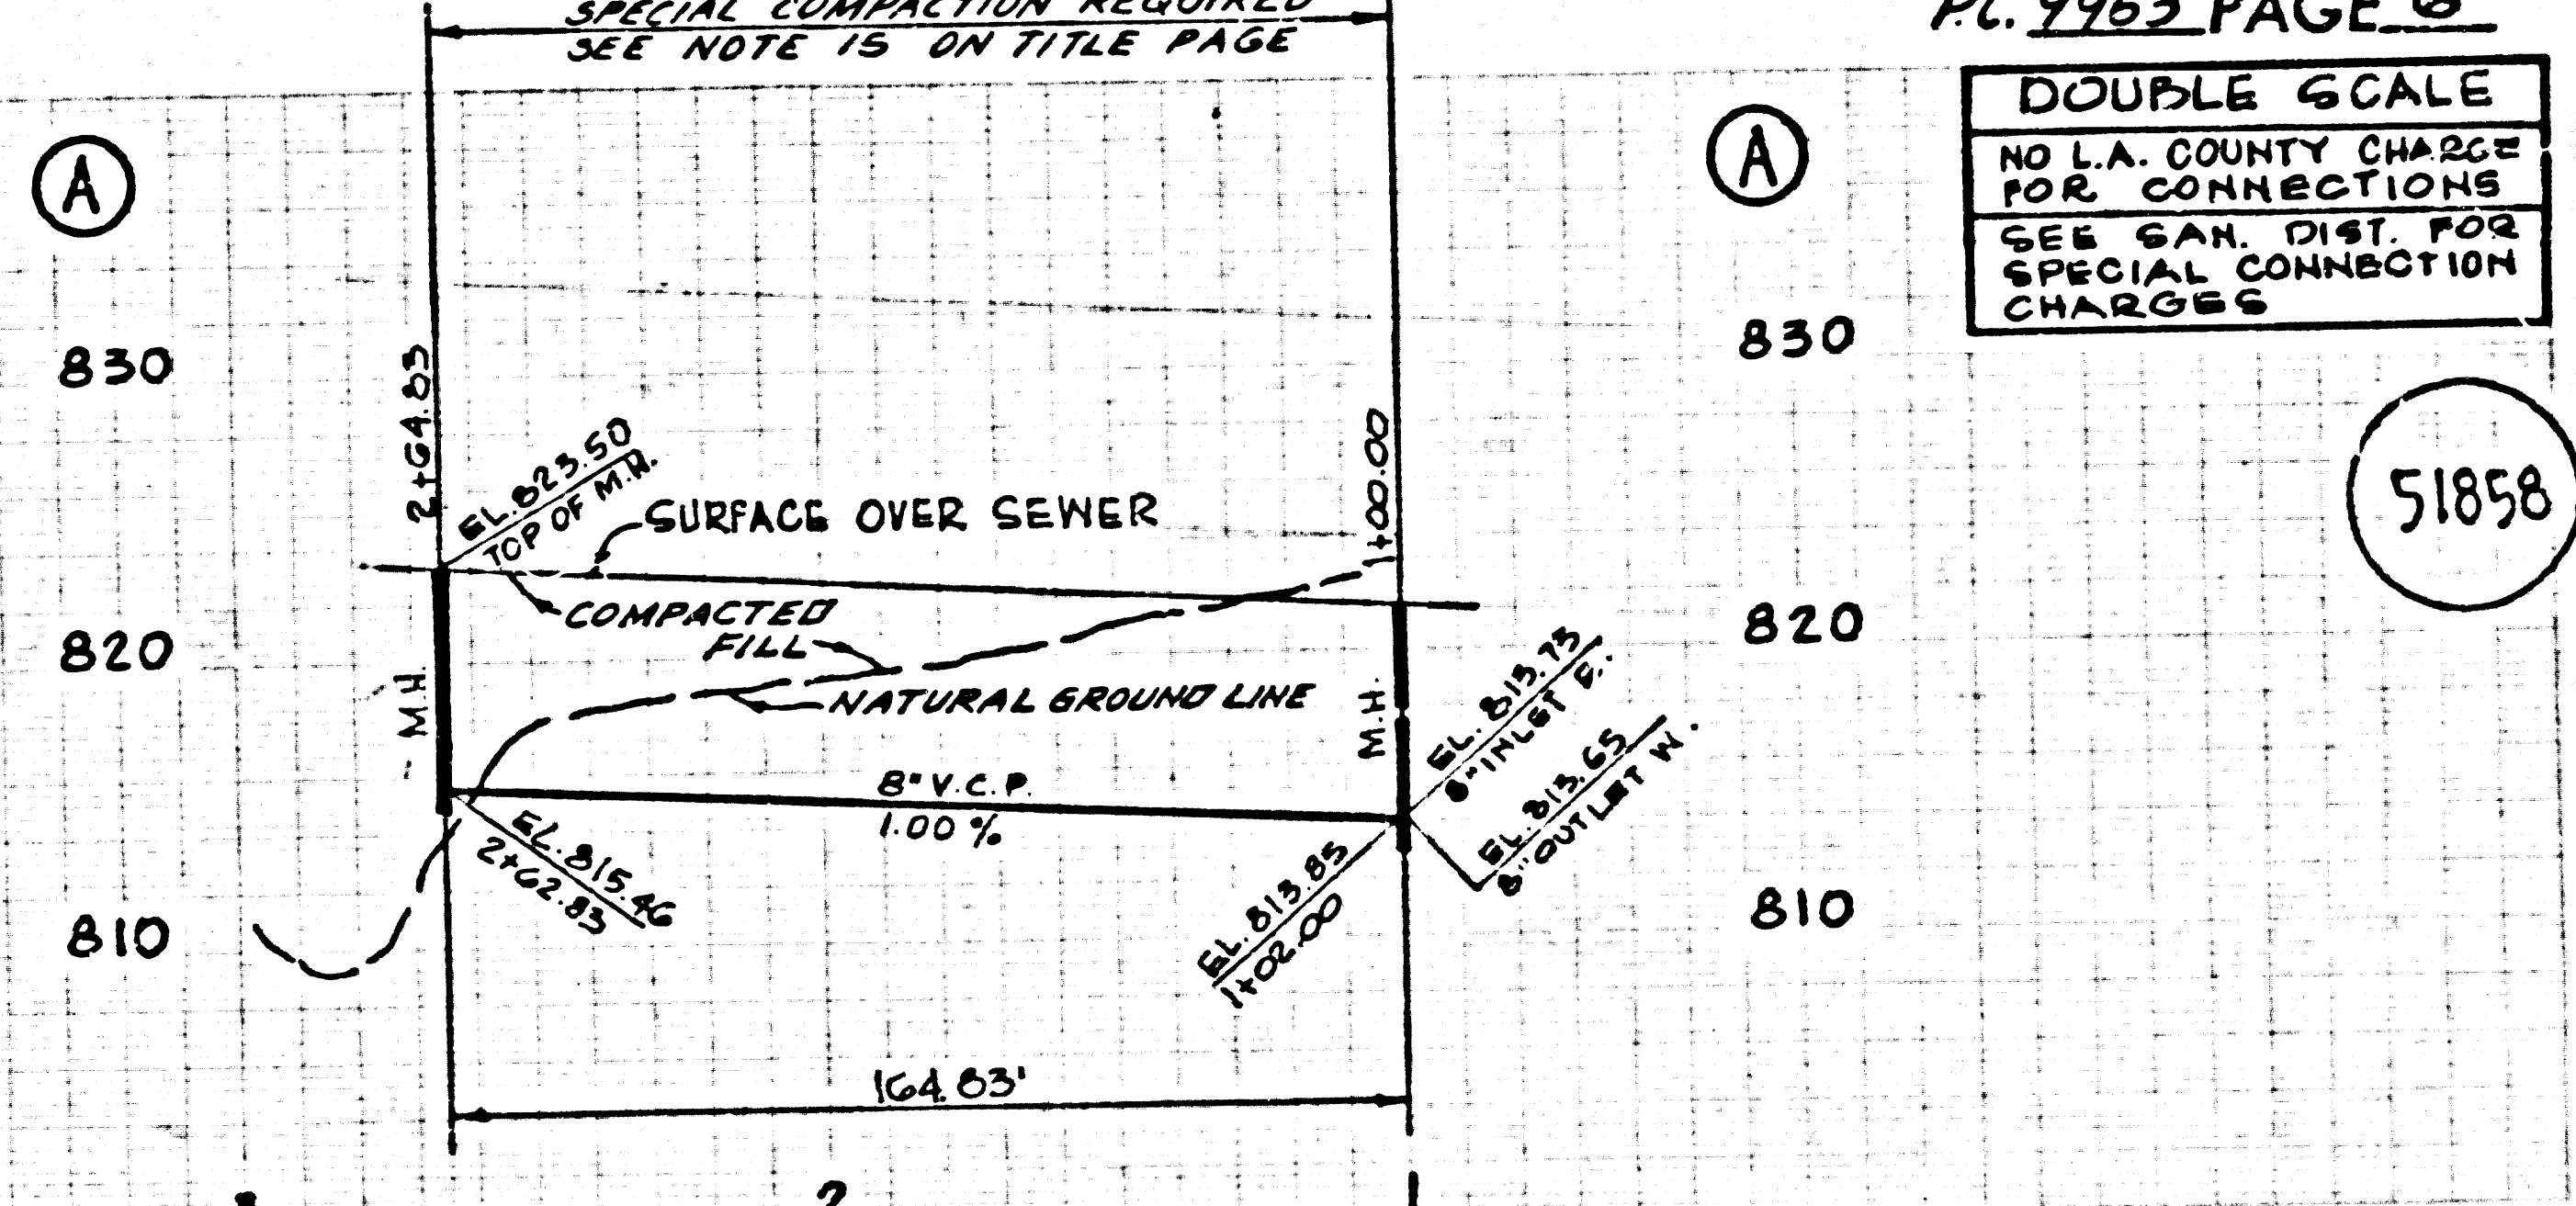 SPECIAL COMPACTION REQUIRED
SEE NOTE 15 ON TITLE PAGE
P.C. 9963 PAGE 6
DOUBLE SCALE
NO L.A. COUNTY CHARGE
FOR CONNECTIONS
SEE SAN. DIST. FOR
SPECIAL CONNECTION
CHARGES
A
A
830
830
2+64.83
1+00.00
51858
EL.823.50
TOP OF M.H.
SURFACE OVER SEWER
COMPACTED
FILL
NATURAL GROUND LINE
820
820
M.H.
M.H.
EL. 813.73
8" INLET E.
EL. 813.65
8" OUTLET W.
8" V.C.P.
1.00 %
EL. 815.46
2+62.83
EL. 813.85
1+02.00
810
810
164.83'
2